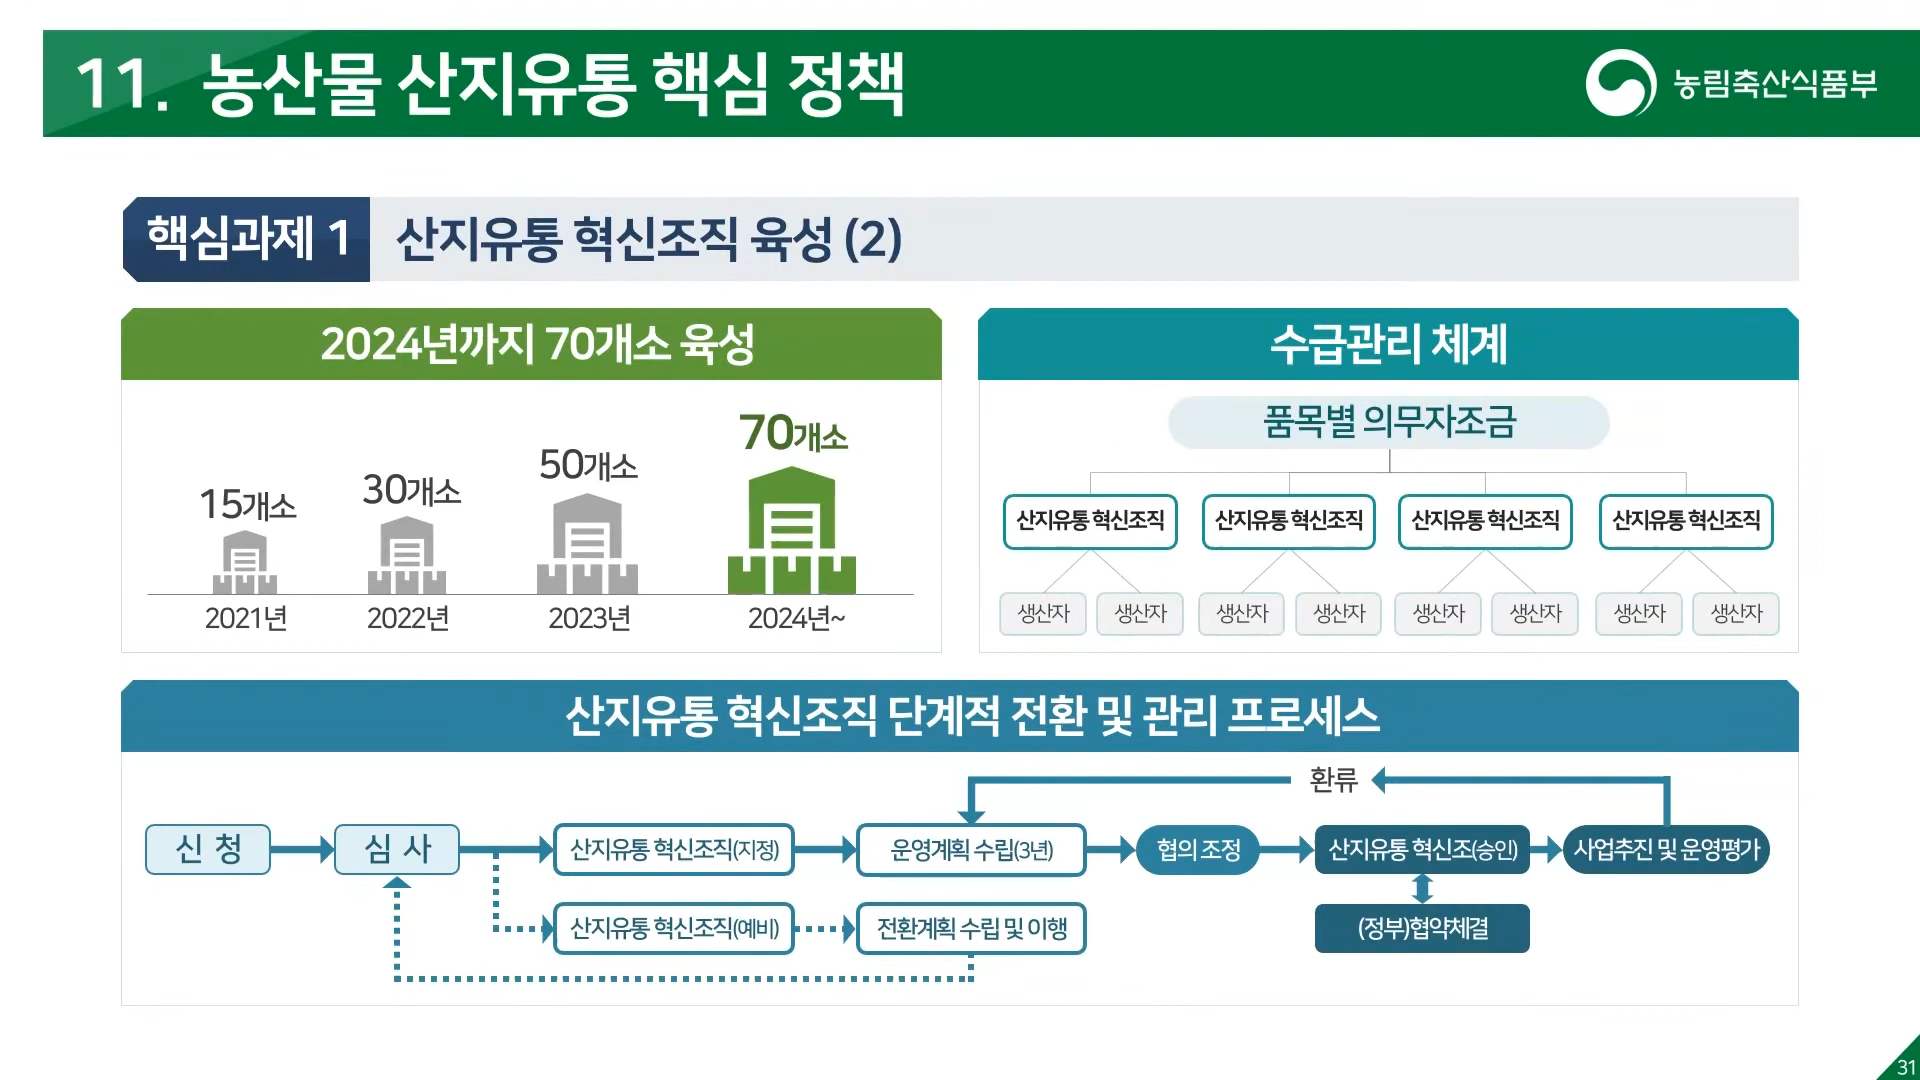 11. 농산물 산지유통 핵심 정책
농림축산식품부
핵심과제 1
산지유통 혁신조직 육성 (2)
2024년까지 70개소 육성
15개소
30개소
50개소
70개소
2021년
2022년
2023년
2024년~
수급관리 체계
품목별 의무자조금
산지유통 혁신조직
산지유통 혁신조직
산지유통 혁신조직
산지유통 혁신조직
생산자
생산자
생산자
생산자
생산자
생산자
생산자
생산자
산지유통 혁신조직 단계적 전환 및 관리 프로세스
환류
신 청
심 사
산지유통 혁신조직(지정)
운영계획 수립(3년)
협의 조정
산지유통 혁신조(승인)
사업추진 및 운영평가
산지유통 혁신조직(예비)
전환계획 수립 및 이행
(정부)협약체결
31